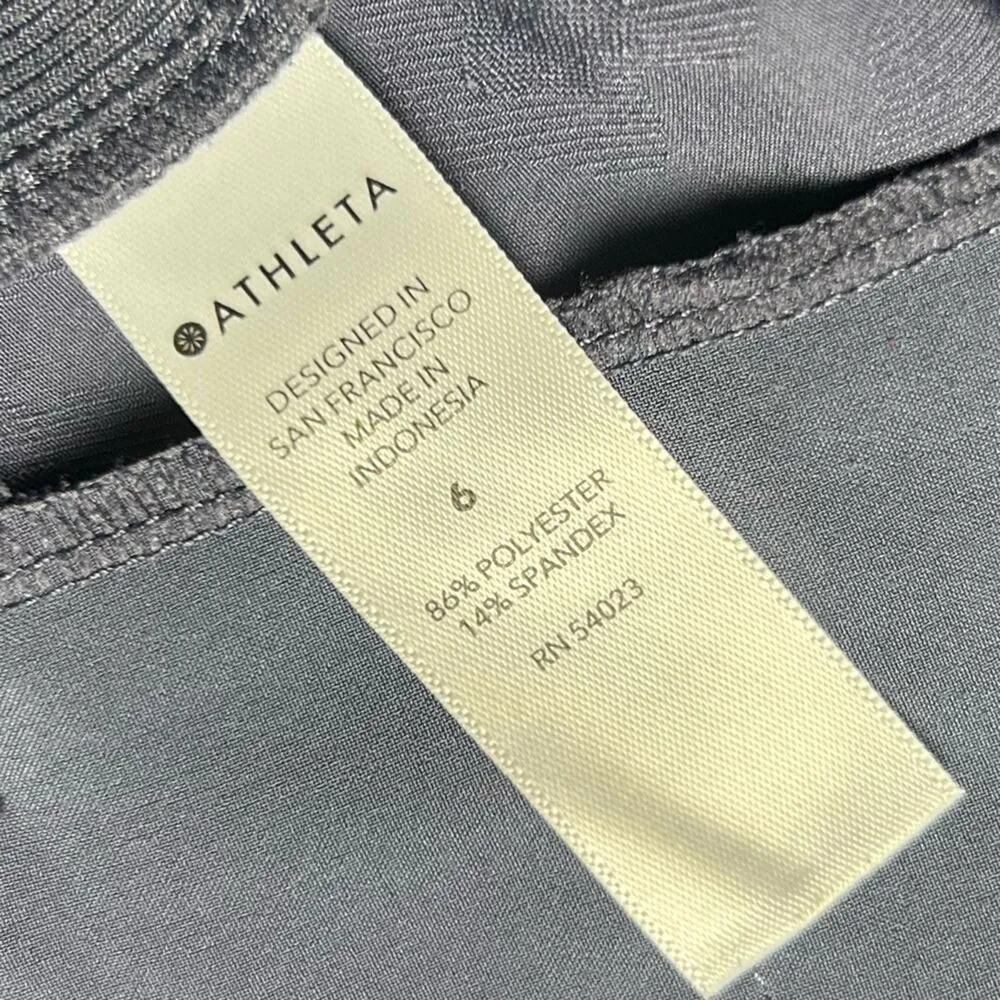 ATHLETA
DESIGNED IN
SAN FRANCISCO
MADE IN
INDONESIA
6
86% POLYESTER
14% SPANDEX
RN 54023